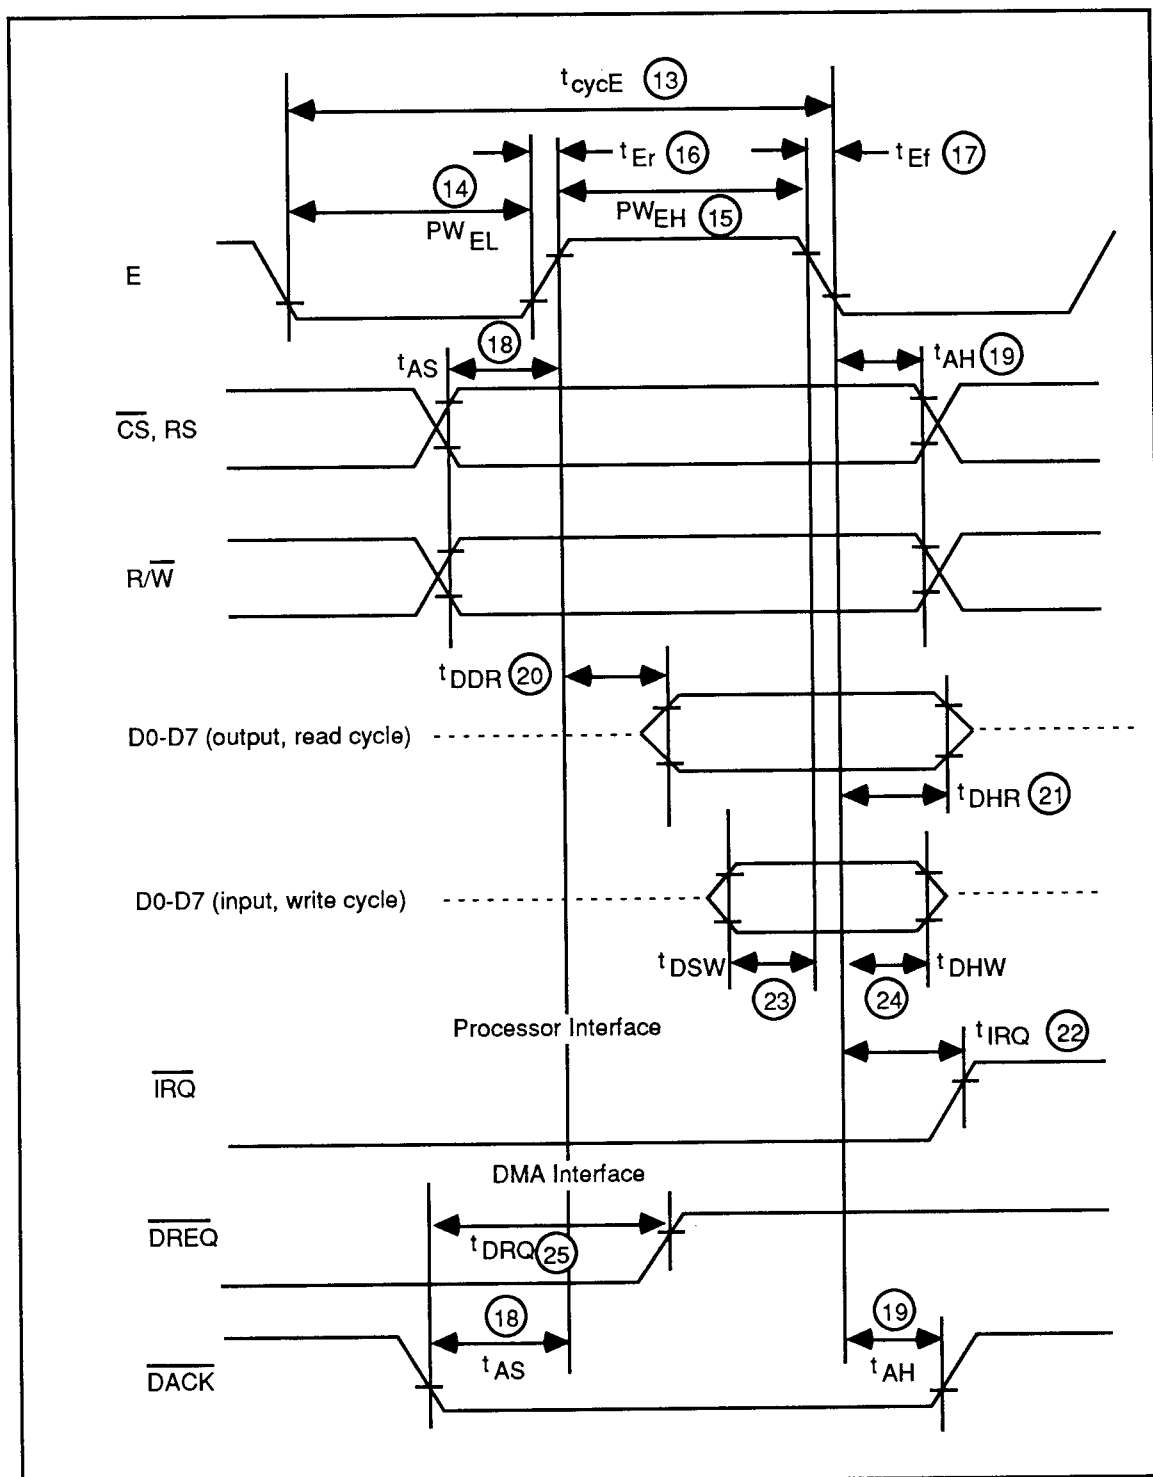 tcycE 13
tEr 16
tEf 17
14
PWEL
PWEH 15
E
18
tAS
tAH 19
CS, RS
R/W
tDDR 20
D0-D7 (output, read cycle)
tDHR 21
D0-D7 (input, write cycle)
tDSW
tDHW
23
24
Processor Interface
tIRQ 22
IRQ
DMA Interface
DREQ
tDRQ 25
18
19
tAS
tAH
DACK